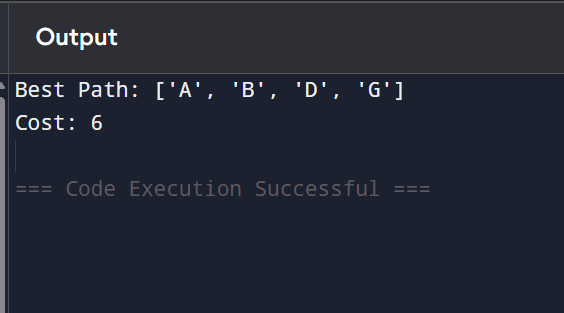 Output
Best Path: ['A', 'B', 'D', 'G']
Cost: 6
=== Code Execution Successful ===